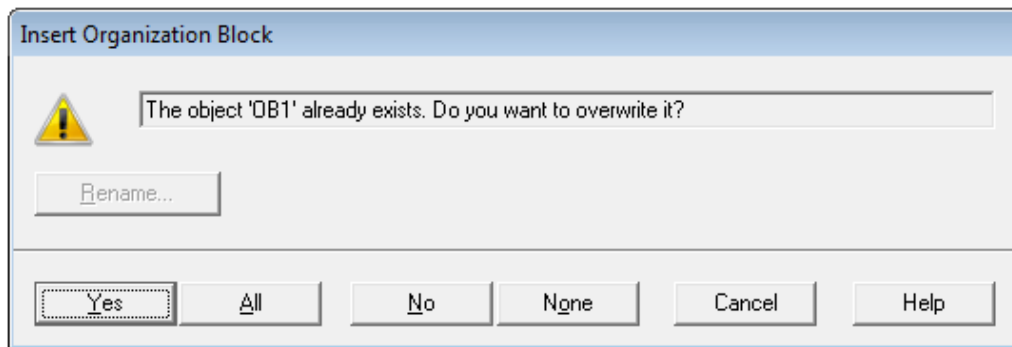 Insert Organization Block
The object 'OB1' already exists. Do you want to overwrite it?
Rename...
Yes All No None Cancel Help